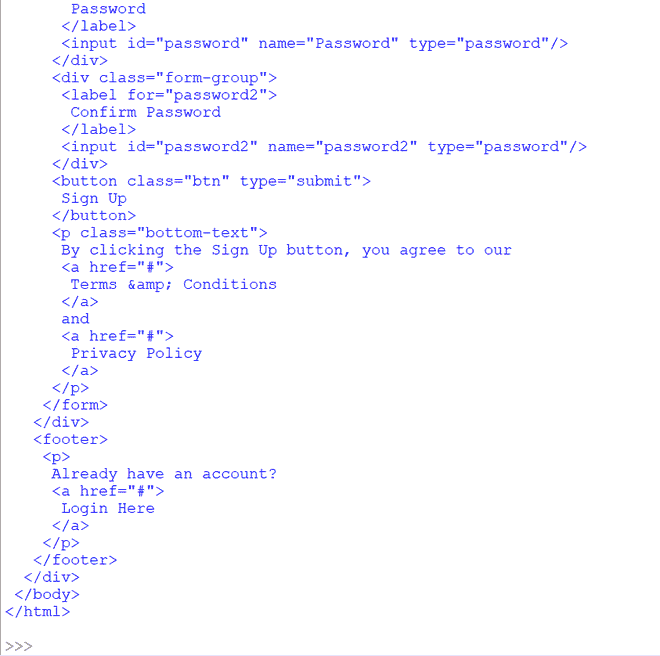 Password
      </label>
      <input id="password" name="Password" type="password"/>
     </div>
     <div class="form-group">
      <label for="password2">
       Confirm Password
      </label>
      <input id="password2" name="password2" type="password"/>
     </div>
     <button class="btn" type="submit">
      Sign Up
     </button>
     <p class="bottom-text">
      By clicking the Sign Up button, you agree to our
      <a href="#">
       Terms &amp; Conditions
      </a>
      and
      <a href="#">
       Privacy Policy
      </a>
     </p>
    </form>
   </div>
   <footer>
    <p>
     Already have an account?
     <a href="#">
      Login Here
     </a>
    </p>
   </footer>
  </div>
 </body>
</html>
>>>